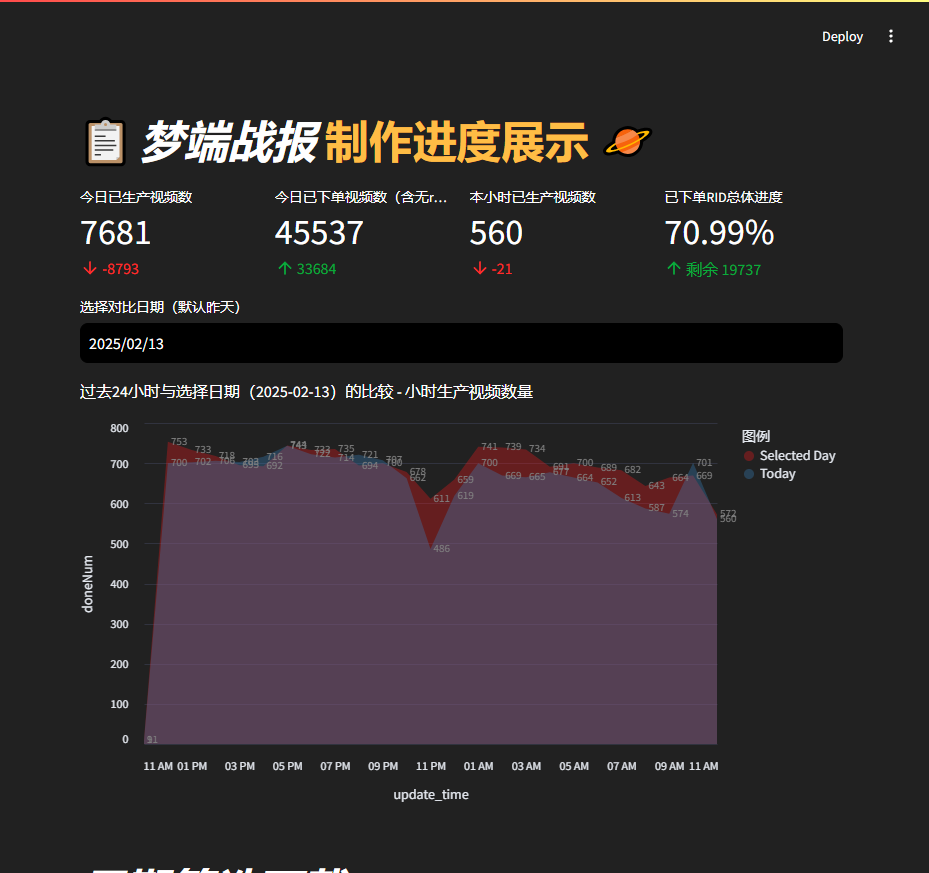 Deploy
梦端战报 制作进度展示
今日已生产视频数
7681
-8793
今日已下单视频数（含无r...
45537
33684
本小时已生产视频数
560
-21
已下单RID总体进度
70.99%
剩余 19737
选择对比日期（默认昨天）
2025/02/13
过去24小时与选择日期（2025-02-13）的比较 - 小时生产视频数量
图例
Selected Day
Today
doneNum
800
700
600
500
400
300
200
100
0
753 733 718 716 744 733 735 721 678 611 659 741 739 734 691 700 689 682 643 664 701 572
700 702 706 692 722 714 694 662 486 619 700 669 665 677 664 652 613 587 574 669 560
11 AM 01 PM 03 PM 05 PM 07 PM 09 PM 11 PM 01 AM 03 AM 05 AM 07 AM 09 AM 11 AM
update_time